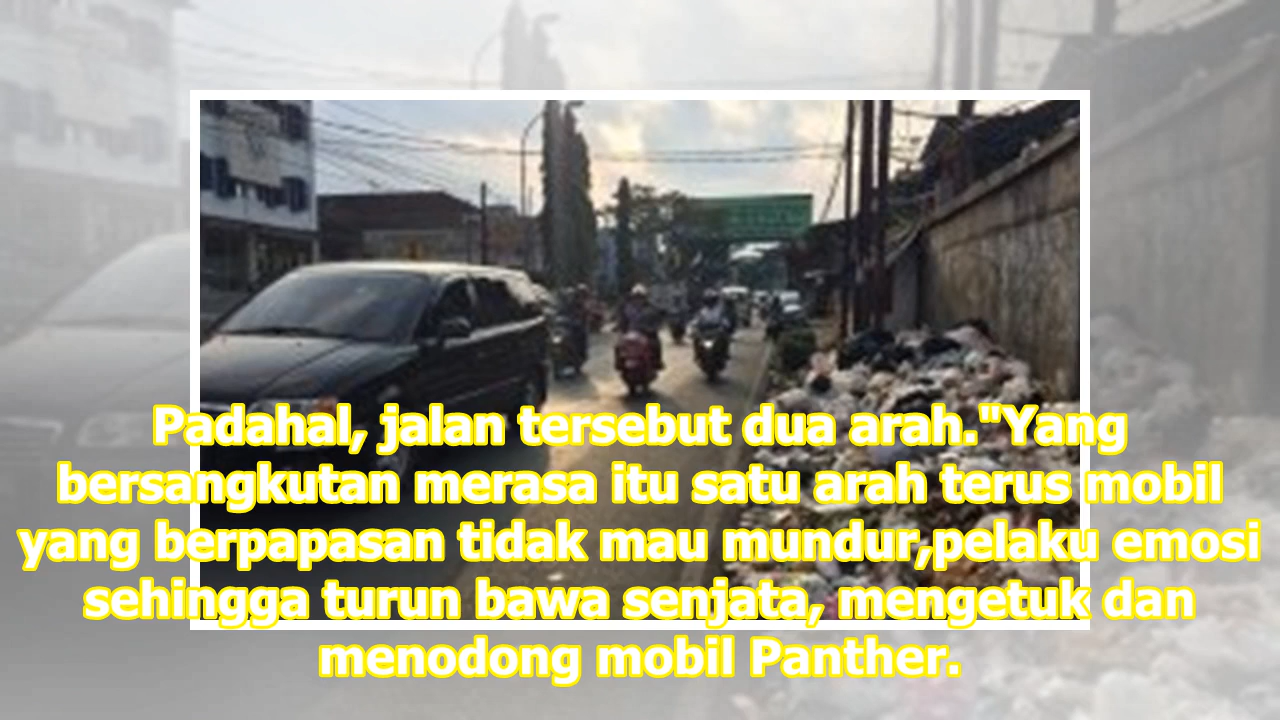 Padahal, jalan tersebut dua arah."Yang
bersangkutan merasa itu satu arah terus mobil
yang berpapasan tidak mau mundur,pelaku emosi
sehingga turun bawa senjata, mengetuk dan
menodong mobil Panther.